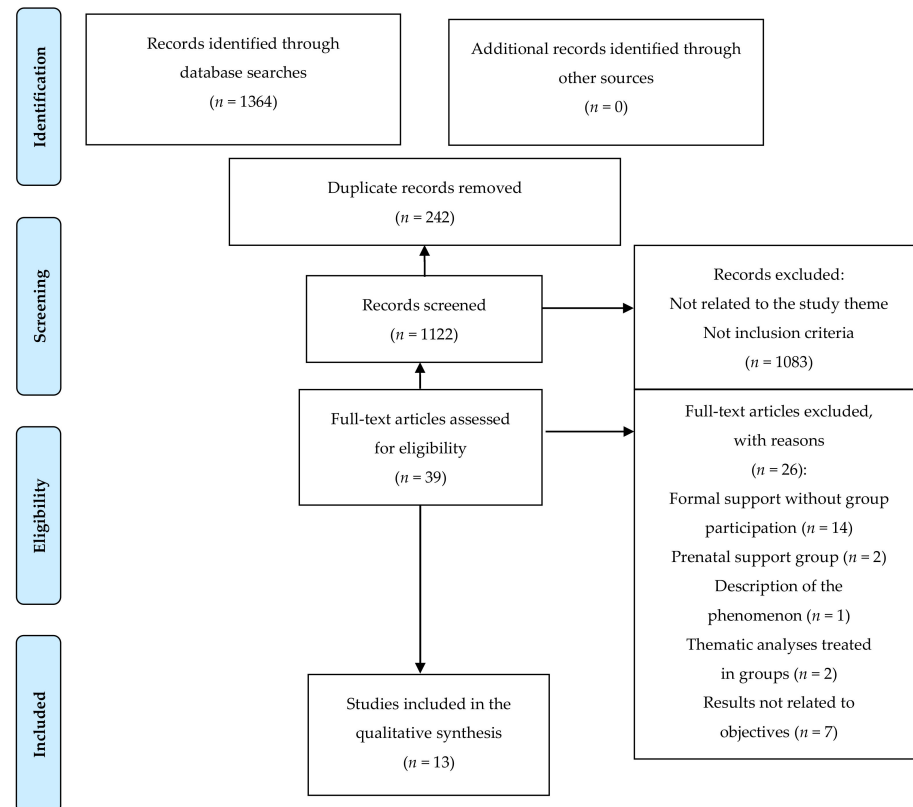 Identification
Records identified through
database searches
(n = 1364)
Additional records identified through
other sources
(n = 0)
Duplicate records removed
(n = 242)
Screening
Records screened
(n = 1122)
Records excluded:
Not related to the study theme
Not inclusion criteria
(n = 1083)
Eligibility
Full-text articles assessed
for eligibility
(n = 39)
Full-text articles excluded,
with reasons
(n = 26):
Formal support without group
participation (n = 14)
Prenatal support group (n = 2)
Description of the
phenomenon (n = 1)
Thematic analyses treated
in groups (n = 2)
Results not related to
objectives (n = 7)
Included
Studies included in the
qualitative synthesis
(n = 13)